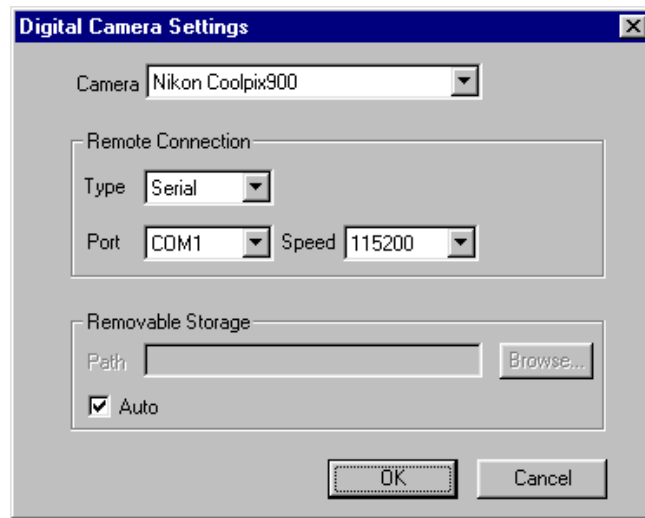 Digital Camera Settings
Camera Nikon Coolpix900
Remote Connection
Type Serial
Port COM1 Speed 115200
Removable Storage
Path Browse...
Auto
OK Cancel